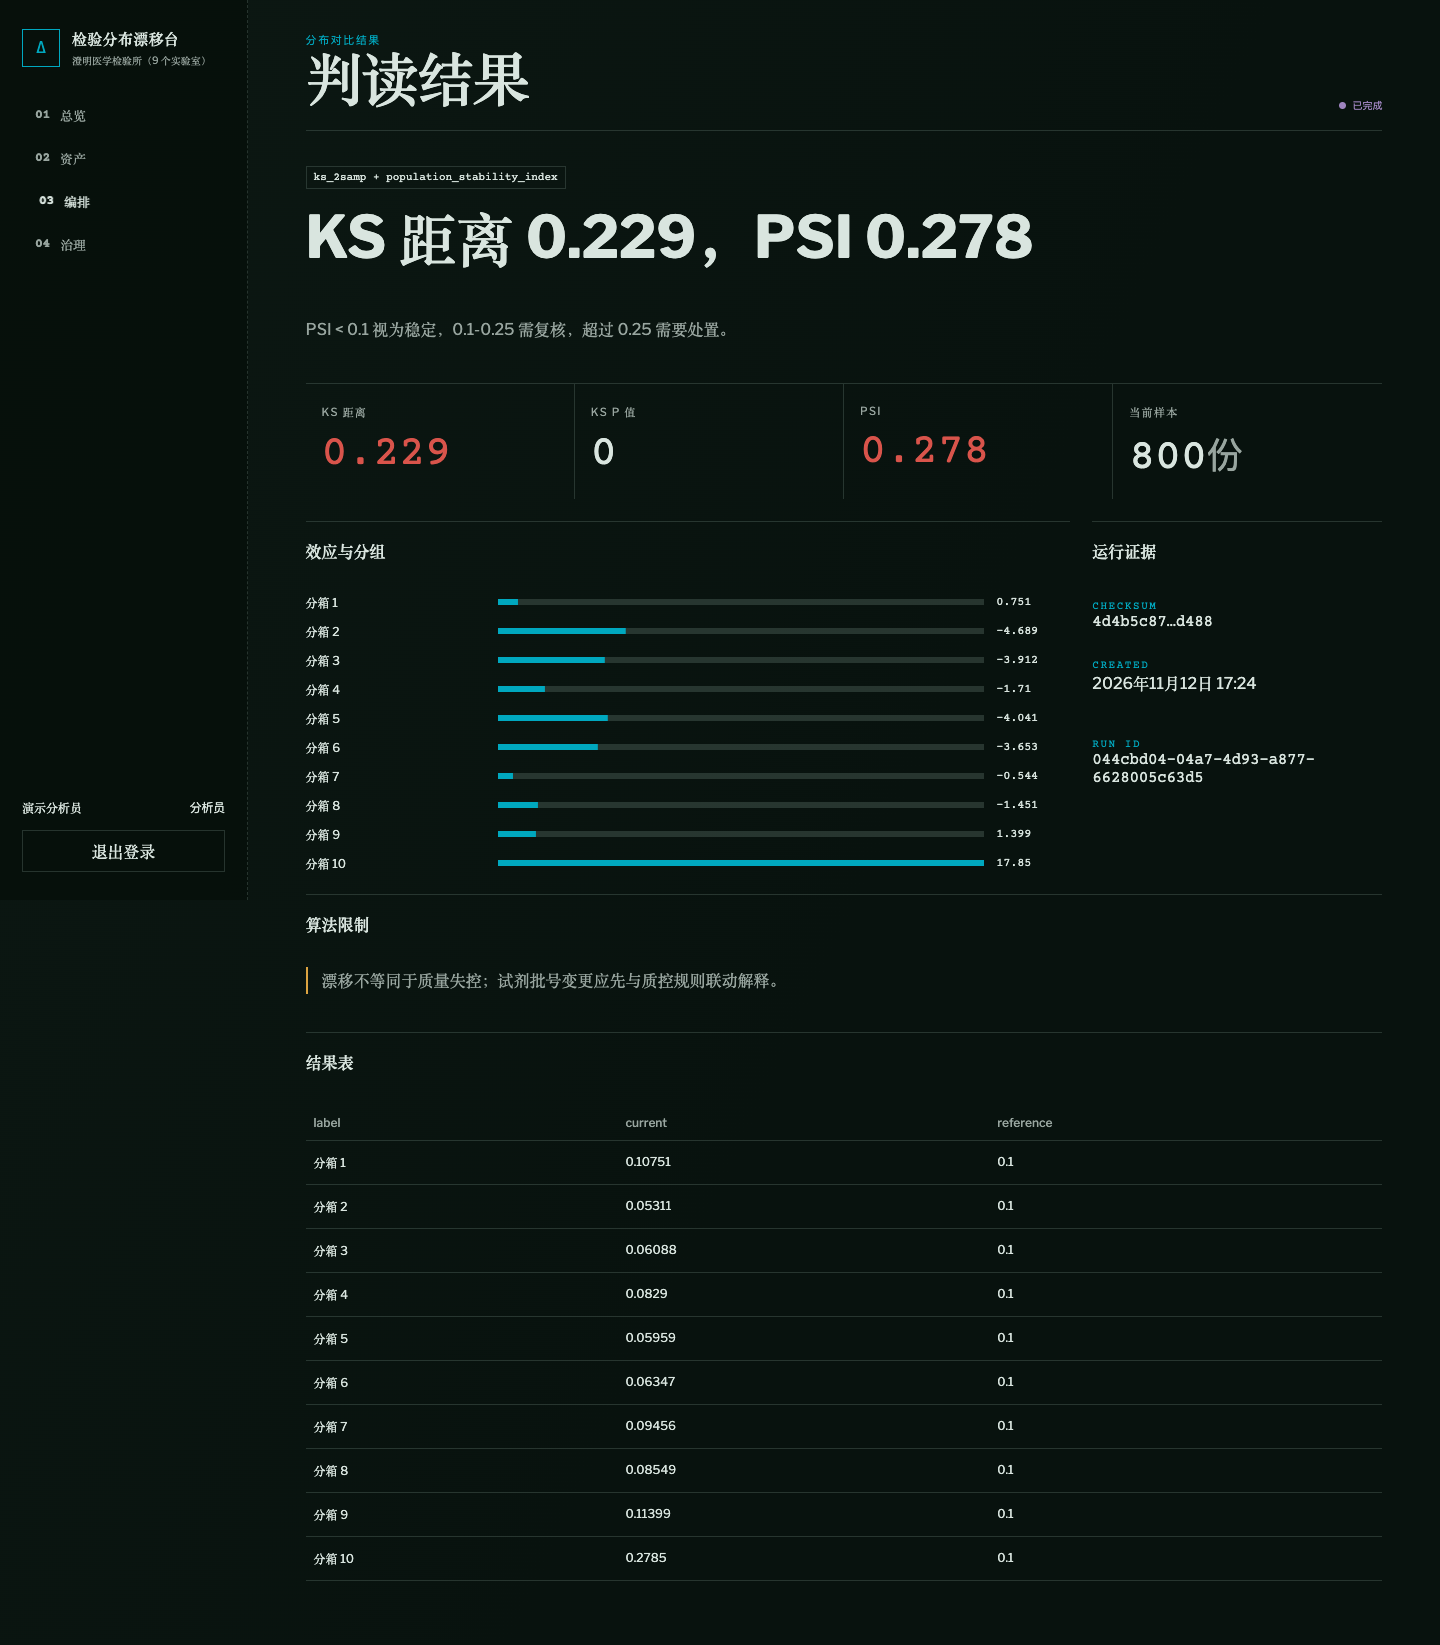 Δ
检验分布漂移台
澄明医学检验所（9 个实验室）
01 总览
02 资产
03 编排
04 治理
演示分析员 分析员
退出登录
分布对比结果
判读结果
已完成
ks_2samp + population_stability_index
KS 距离 0.229，PSI 0.278
PSI < 0.1 视为稳定，0.1-0.25 需复核，超过 0.25 需要处置。
KS 距离
0.229
KS P 值
0
PSI
0.278
当前样本
800份
效应与分组
分箱 1 0.751
分箱 2 -4.689
分箱 3 -3.912
分箱 4 -1.71
分箱 5 -4.041
分箱 6 -3.653
分箱 7 -0.544
分箱 8 -1.451
分箱 9 1.399
分箱 10 17.85
运行证据
CHECKSUM
4d4b5c87…d488
CREATED
2026年11月12日 17:24
RUN ID
044cbd04-04a7-4d93-a877-
6628005c63d5
算法限制
漂移不等同于质量失控；试剂批号变更应先与质控规则联动解释。
结果表
label current reference
分箱 1 0.10751 0.1
分箱 2 0.05311 0.1
分箱 3 0.06088 0.1
分箱 4 0.0829 0.1
分箱 5 0.05959 0.1
分箱 6 0.06347 0.1
分箱 7 0.09456 0.1
分箱 8 0.08549 0.1
分箱 9 0.11399 0.1
分箱 10 0.2785 0.1